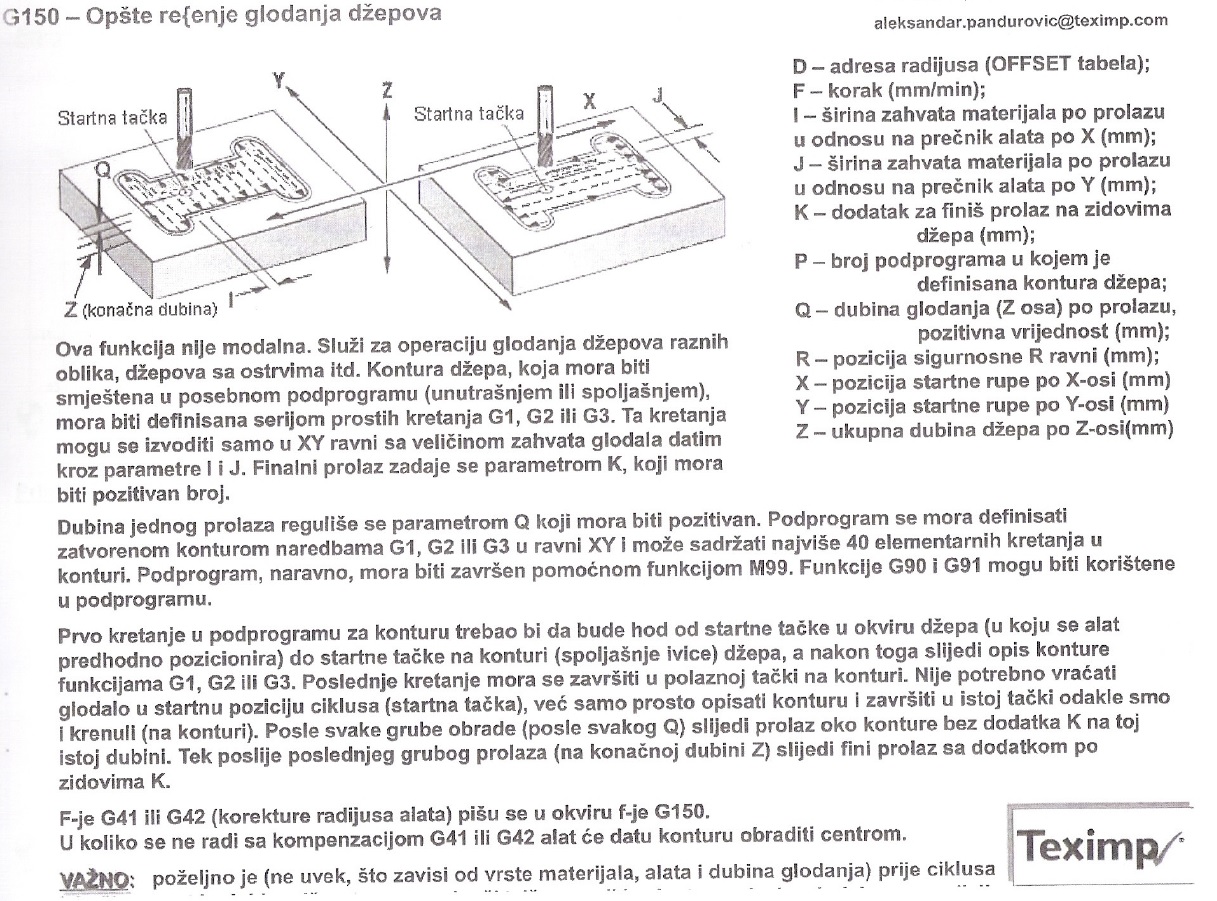 G150 – Opšte re{enje glodanja džepova
aleksandar.pandurovic@teximp.com
Startna tačka
Y
Z
Q
Z (konačna dubina)
I
Startna tačka
X
J
D – adresa radijusa (OFFSET tabela);
F – korak (mm/min);
I – širina zahvata materijala po prolazu
u odnosu na prečnik alata po X (mm);
J – širina zahvata materijala po prolazu
u odnosu na prečnik alata po Y (mm);
K – dodatak za finiš prolaz na zidovima
džepa (mm);
P – broj podprograma u kojem je
definisana kontura džepa;
Q – dubina glodanja (Z osa) po prolazu,
pozitivna vrijednost (mm);
R – pozicija sigurnosne R ravni (mm);
X – pozicija startne rupe po X-osi (mm)
Y – pozicija startne rupe po Y-osi (mm)
Z – ukupna dubina džepa po Z-osi(mm)
Ova funkcija nije modalna. Služi za operaciju glodanja džepova raznih
oblika, džepova sa ostrvima itd. Kontura džepa, koja mora biti
smještena u posebnom podprogramu (unutrašnjem ili spoljašnjem),
mora biti definisana serijom prostih kretanja G1, G2 ili G3. Ta kretanja
mogu se izvoditi samo u XY ravni sa veličinom zahvata glodala datim
kroz parametre I i J. Finalni prolaz zadaje se parametrom K, koji mora
biti pozitivan broj.
Dubina jednog prolaza reguliše se parametrom Q koji mora biti pozitivan. Podprogram se mora definisati
zatvorenom konturom naredbama G1, G2 ili G3 u ravni XY i može sadržati najviše 40 elementarnih kretanja u
konturi. Podprogram, naravno, mora biti završen pomoćnom funkcijom M99. Funkcije G90 i G91 mogu biti korištene
u podprogramu.
Prvo kretanje u podprogramu za konturu trebao bi da bude hod od startne tačke u okviru džepa (u koju se alat
predhodno pozicionira) do startne tačke na konturi (spoljašnje ivice) džepa, a nakon toga slijedi opis konture
funkcijama G1, G2 ili G3. Poslednje kretanje mora se završiti u polaznoj tački na konturi. Nije potrebno vraćati
glodalo u startnu poziciju ciklusa (startna tačka), već samo prosto opisati konturu i završiti u istoj tački odakle smo
i krenuli (na konturi). Posle svake grube obrade (posle svakog Q) slijedi prolaz oko konture bez dodatka K na toj
istoj dubini. Tek poslije poslednjeg grubog prolaza (na konačnoj dubini Z) slijedi fini prolaz sa dodatkom po
zidovima K.
F-je G41 ili G42 (korekture radijusa alata) pišu se u okviru f-je G150.
U koliko se ne radi sa kompenzacijom G41 ili G42 alat će datu konturu obraditi centrom.
Teximp
VAŽNO: poželjno je (ne uvek, što zavisi od vrste materijala, alata i dubina glodanja) prije ciklusa